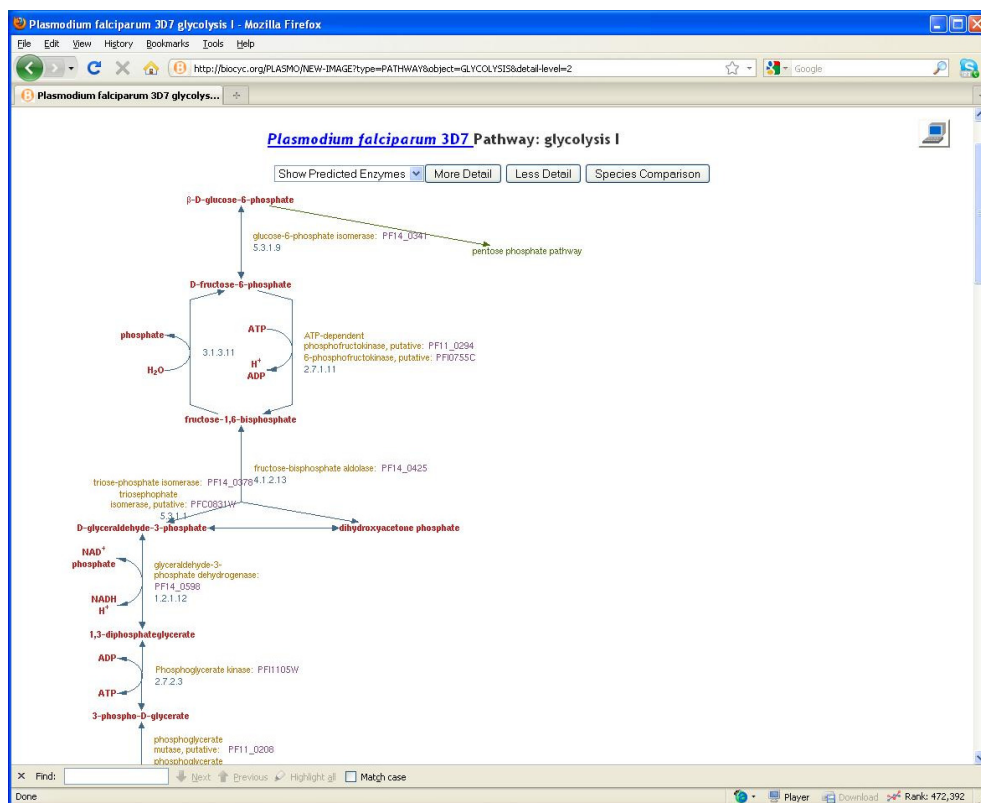 Plasmodium falciparum 3D7 glycolysis I - Mozilla Firefox
File Edit View History Bookmarks Tools Help
http://biocyc.org/PLASMO/NEW-IMAGE?type=PATHWAY&object=GLYCOLYSIS&detail-level=2
Google
Plasmodium falciparum 3D7 glycolys...
Plasmodium falciparum 3D7 Pathway: glycolysis I
Show Predicted Enzymes More Detail Less Detail Species Comparison
β-D-glucose-6-phosphate
glucose-6-phosphate isomerase: PF14_0341
5.3.1.9
pentose phosphate pathway
D-fructose-6-phosphate
phosphate
H2O
3.1.3.11
ATP
H+
ADP
ATP-dependent
phosphofructokinase, putative: PF11_0294
6-phosphofructokinase, putative: PFI0755C
2.7.1.11
fructose-1,6-bisphosphate
fructose-bisphosphate aldolase: PF14_0425
4.1.2.13
triose-phosphate isomerase: PF14_0378
triosephophate
isomerase, putative: PFC0831W
5.3.1.1
D-glyceraldehyde-3-phosphate
dihydroxyacetone phosphate
NAD+
phosphate
NADH
H+
glyceraldehyde-3-
phosphate dehydrogenase:
PF14_0598
1.2.1.12
1,3-diphosphateglycerate
ADP
ATP
Phosphoglycerate kinase: PFI1105W
2.7.2.3
3-phospho-D-glycerate
phosphoglycerate
mutase, putative: PF11_0208
phosphoglycerate
Find: Next Previous Highlight all Match case
Done Player Download Rank: 472,392